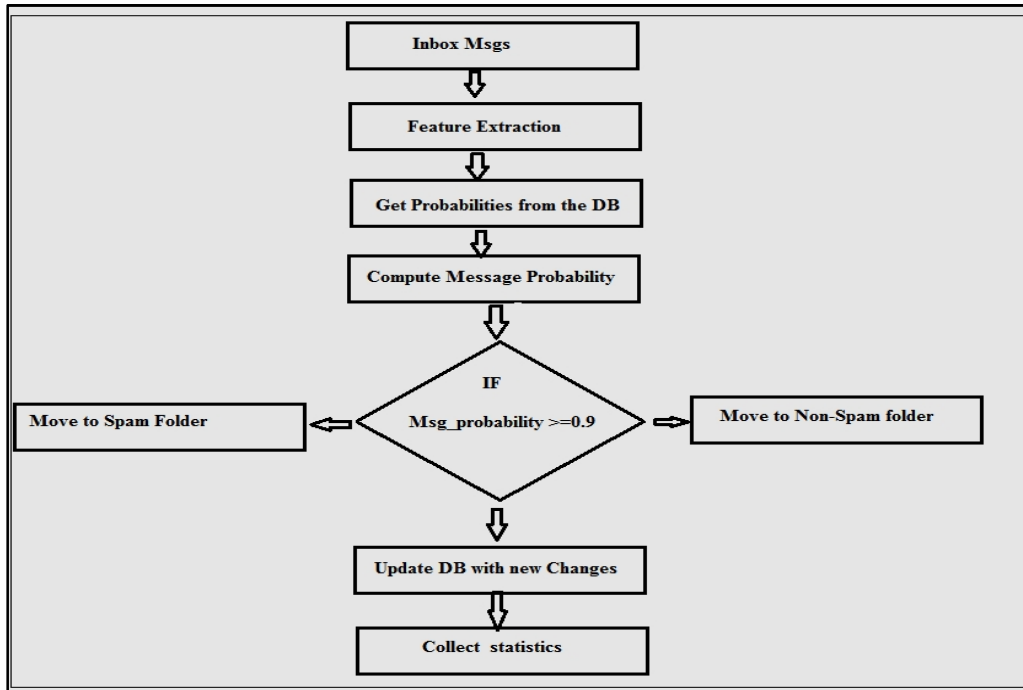 Inbox Msgs
Feature Extraction
Get Probabilities from the DB
Compute Message Probability
IF
Msg_probability >=0.9
Move to Spam Folder
Move to Non-Spam folder
Update DB with new Changes
Collect statistics